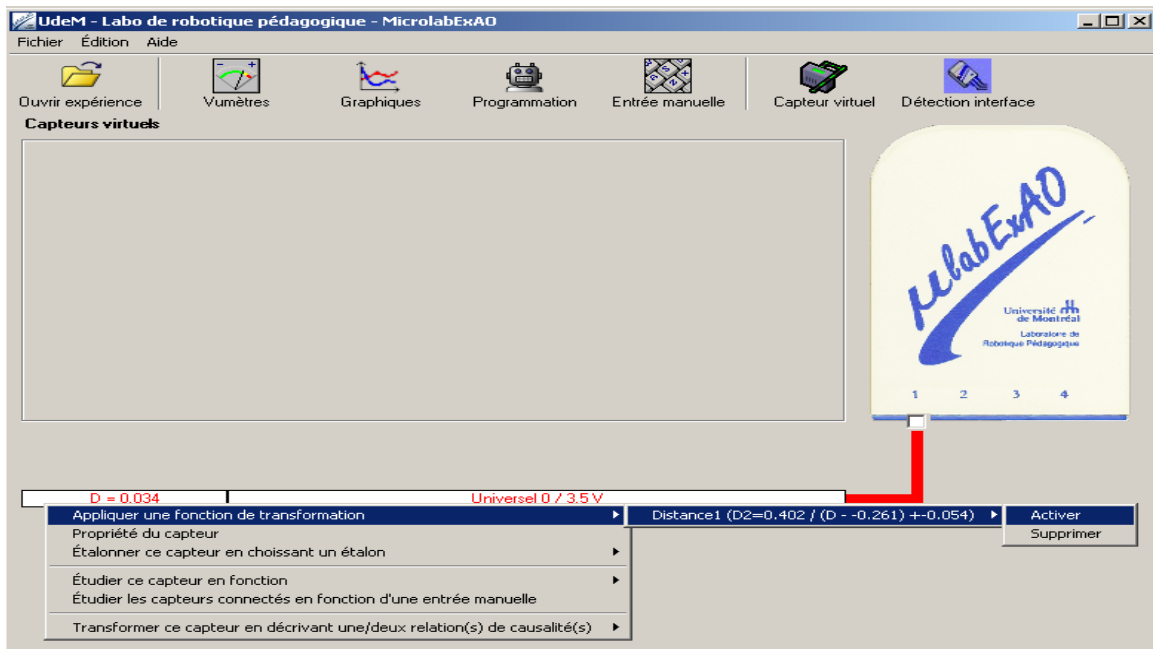 UdeM - Labo de robotique pédagogique - MicrolabExAO
Fichier Édition Aide
Ouvrir expérience Vumètres Graphiques Programmation Entrée manuelle Capteur virtuel Détection interface
Capteurs virtuels
µlabExAO
Université
de Montréal
Laboratoire de
Robotique Pédagogique
1 2 3 4
D = 0.034 Universel 0 / 3.5 V
Appliquer une fonction de transformation
Distance1 (D2=0.402 / (D - -0.261) +-0.054)
Activer
Supprimer
Propriété du capteur
Étalonner ce capteur en choissant un étalon
Étudier ce capteur en fonction
Étudier les capteurs connectés en fonction d'une entrée manuelle
Transformer ce capteur en décrivant une/deux relation(s) de causalité(s)